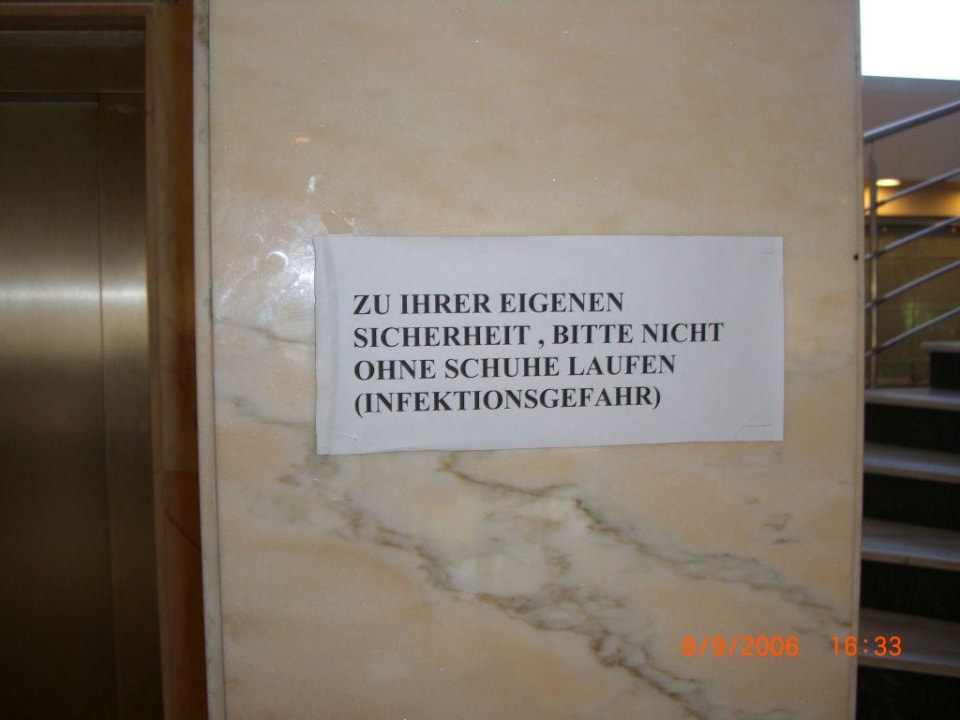 ZU IHRER EIGENEN
SICHERHEIT , BITTE NICHT
OHNE SCHUHE LAUFEN
(INFEKTIONSGEFAHR)
8/9/2006 16:33